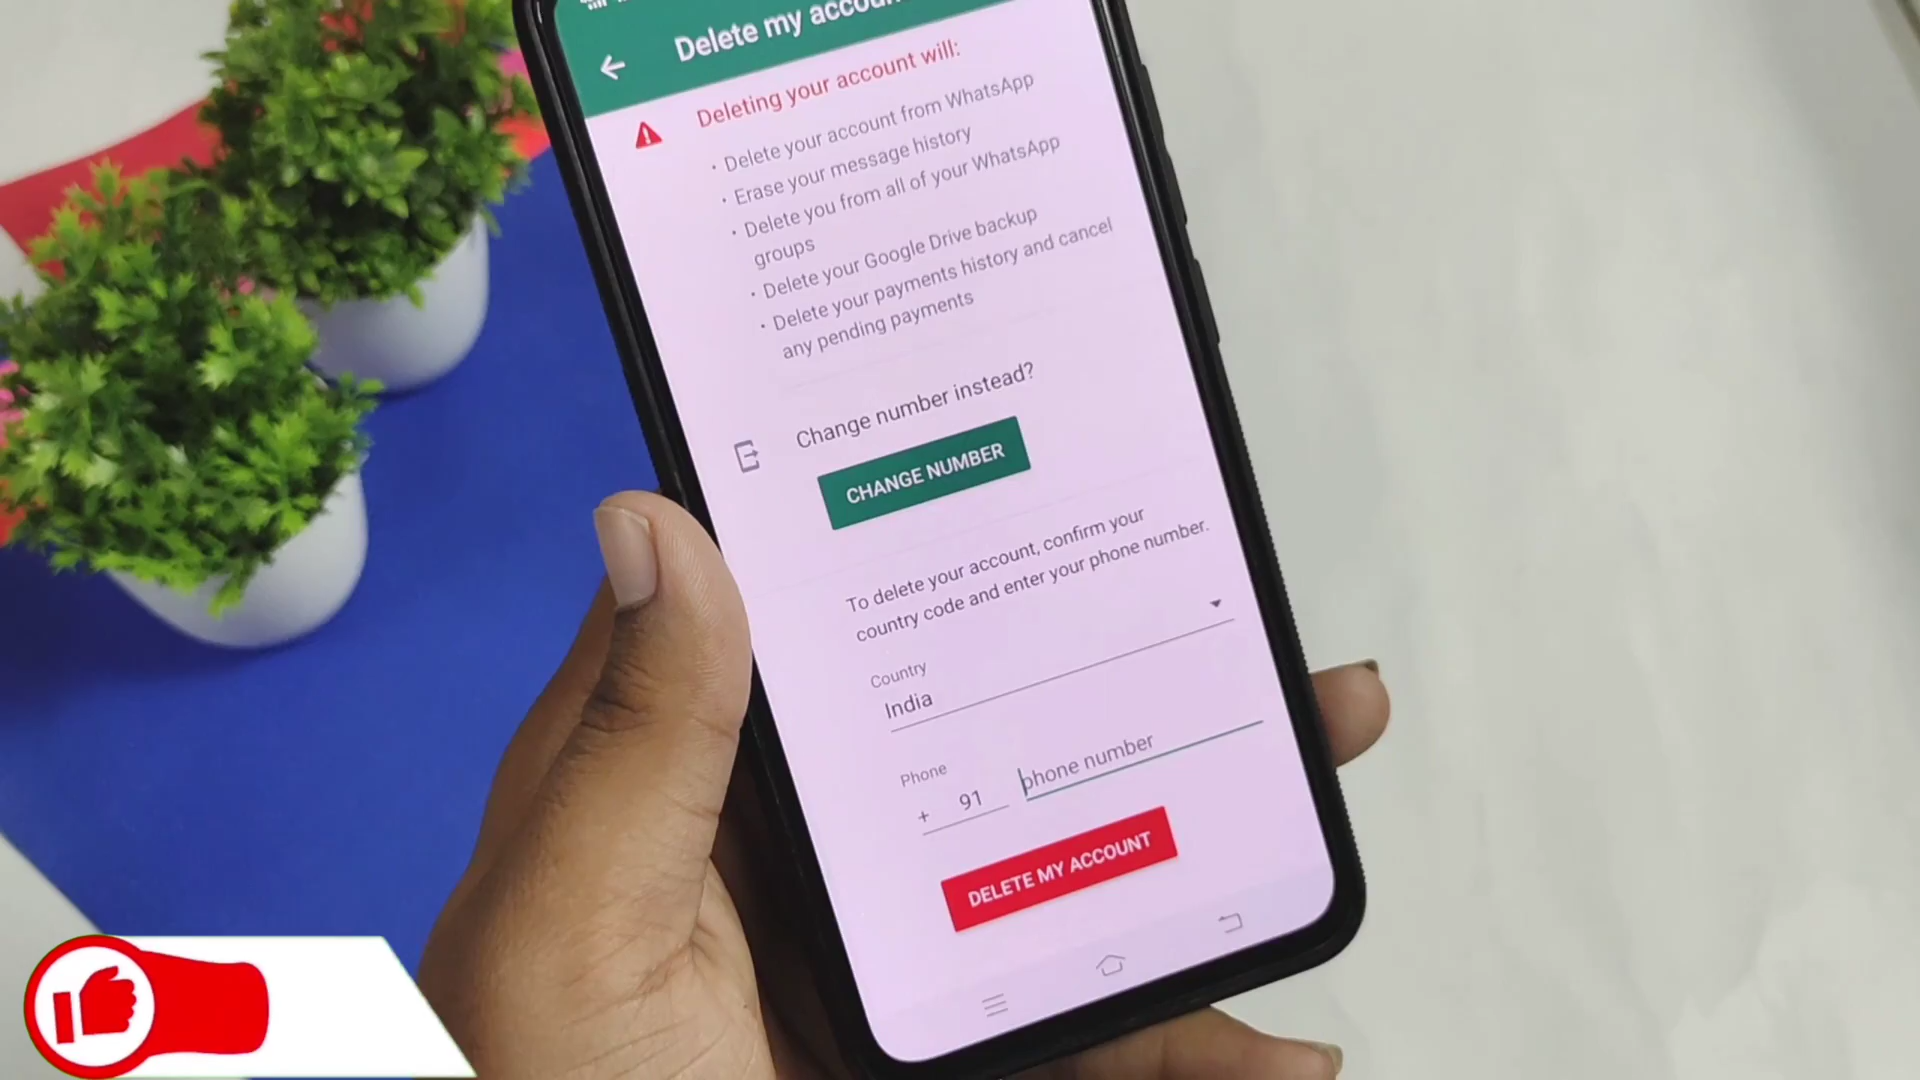 Delete my
Deleting your account will:
· Delete your account from WhatsApp
· Erase your message history
· Delete you from all of your WhatsApp
groups
· Delete your Google Drive backup
· Delete your payments history and cancel
any pending payments
Change number instead?
CHANGE NUMBER
To delete your account, confirm your
country code and enter your phone number.
Country
India
Phone
+ 91 phone number
DELETE MY ACCOUNT